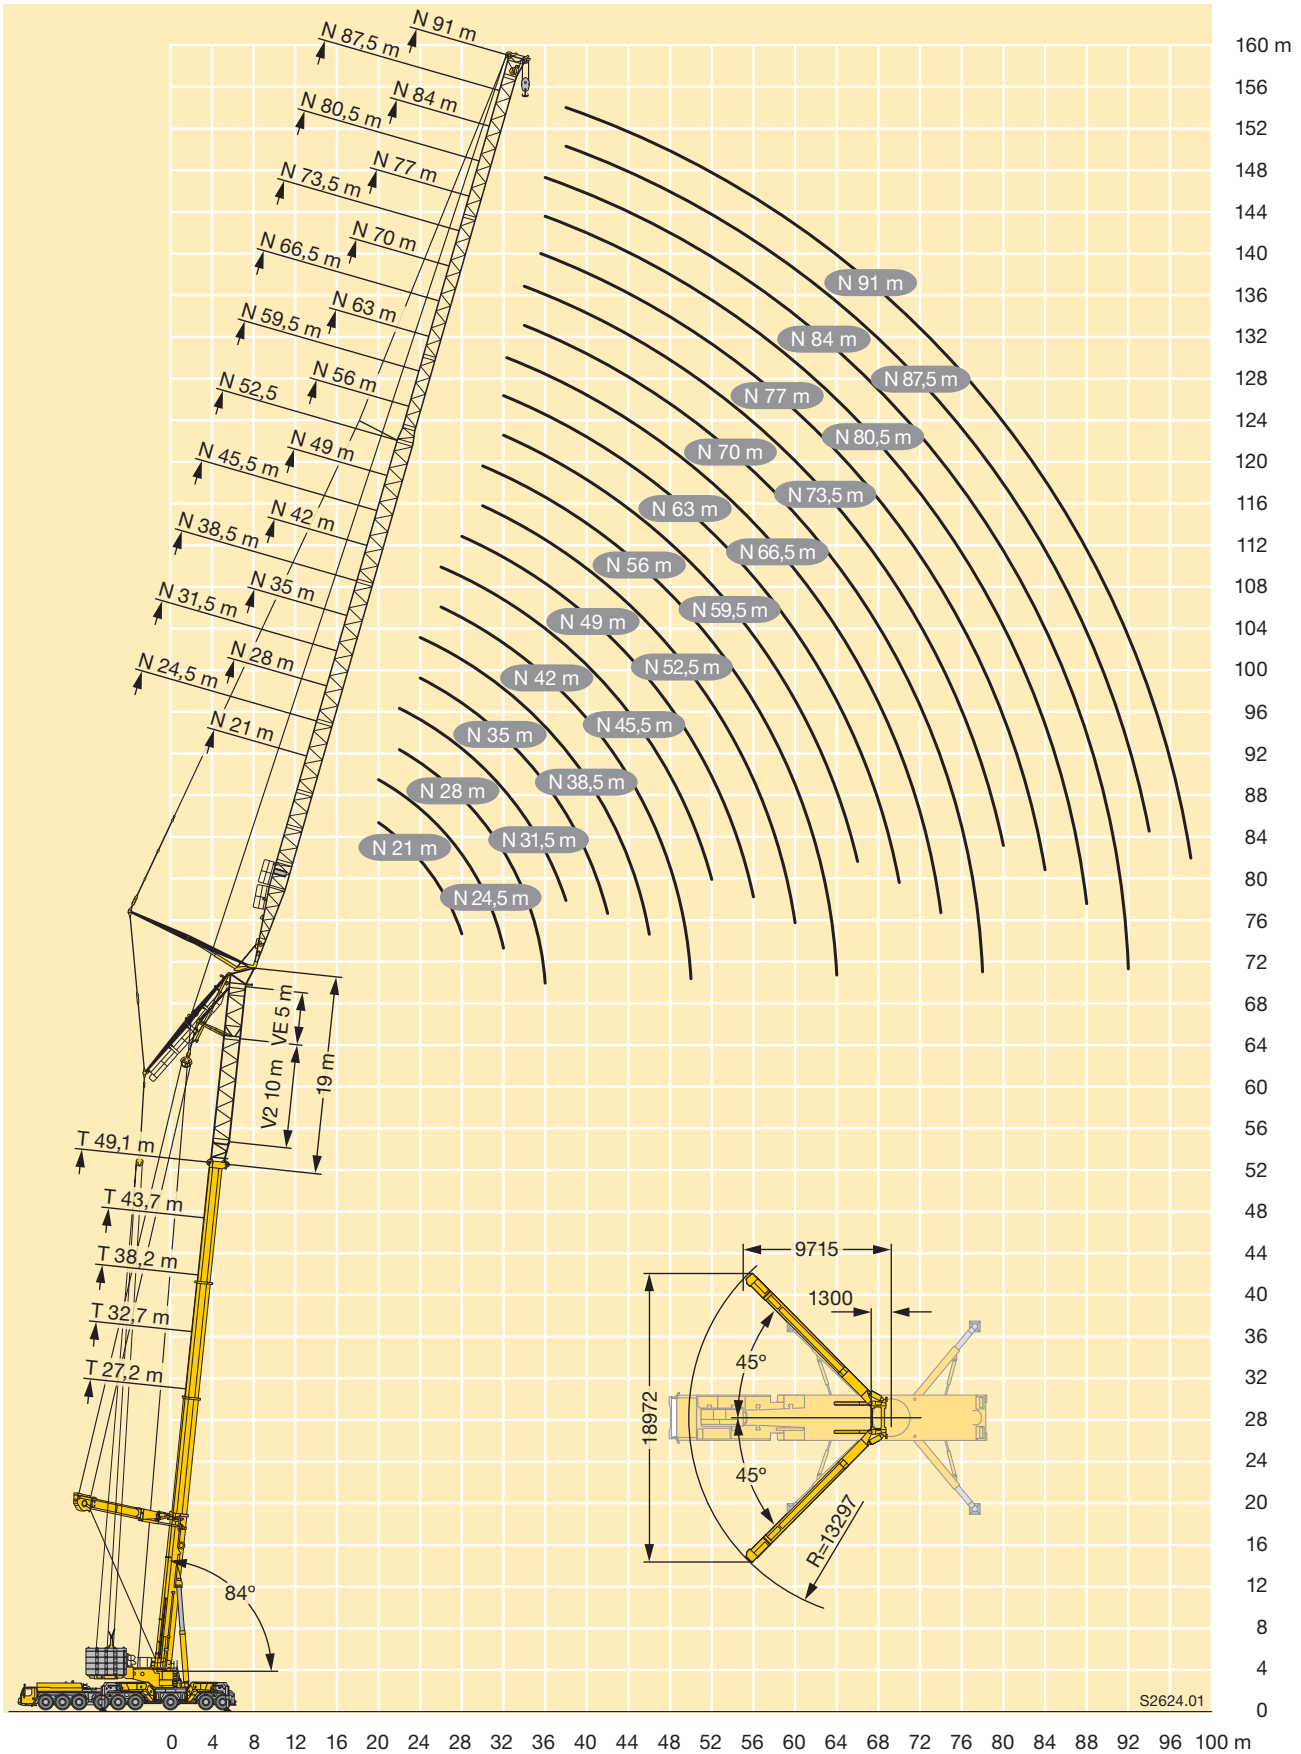 N 91 m
N 87,5 m
N 84 m
N 80,5 m
N 77 m
N 73,5 m
N 70 m
N 66,5 m
N 63 m
N 59,5 m
N 56 m
N 52,5
N 49 m
N 45,5 m
N 42 m
N 38,5 m
N 35 m
N 31,5 m
N 28 m
N 24,5 m
N 21 m
N 91 m
N 84 m
N 87,5 m
N 77 m
N 80,5 m
N 70 m
N 73,5 m
N 63 m
N 66,5 m
N 56 m
N 59,5 m
N 49 m
N 52,5 m
N 42 m
N 45,5 m
N 35 m
N 38,5 m
N 28 m
N 31,5 m
N 21 m
N 24,5 m
VE 5 m
V2 10 m
19 m
T 49,1 m
T 43,7 m
T 38,2 m
T 32,7 m
T 27,2 m
84º
9715
1300
45º
18972
45º
R=13297
S2624.01
160 m
156
152
148
144
140
136
132
128
124
120
116
112
108
104
100
96
92
88
84
80
76
72
68
64
60
56
52
48
44
40
36
32
28
24
20
16
12
8
4
0
0 4 8 12 16 20 24 28 32 36 40 44 48 52 56 60 64 68 72 76 80 84 88 92 96 100 m